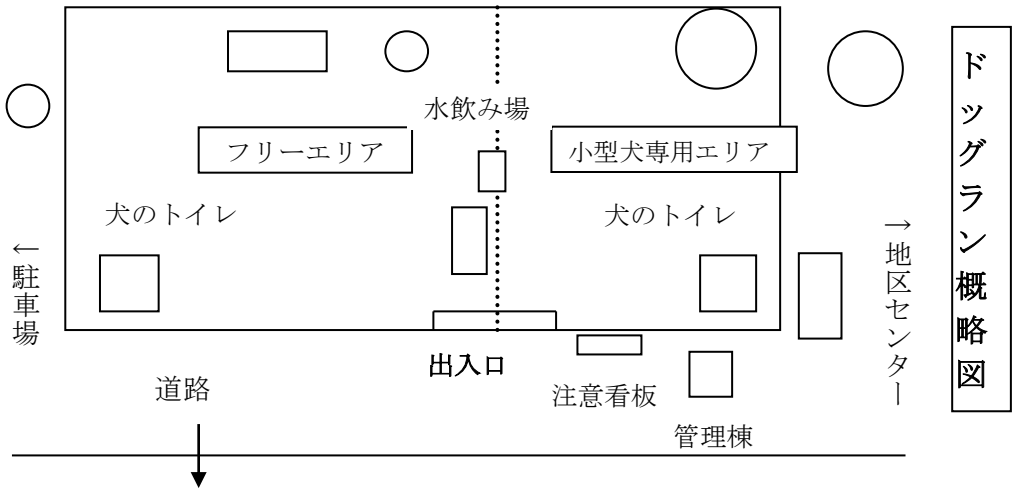 ドッグラン概略図
水飲み場
フリーエリア
小型犬専用エリア
犬のトイレ
犬のトイレ
←駐車場
→地区センター
出入口
道路
注意看板
管理棟